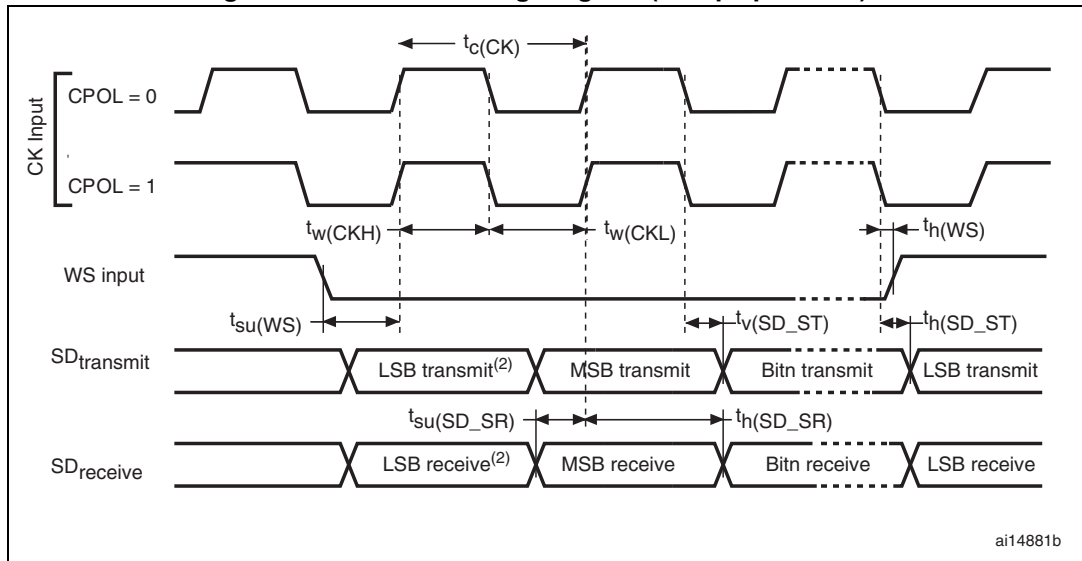 tc(CK)
CK Input
CPOL = 0
CPOL = 1
tw(CKH)
tw(CKL)
th(WS)
WS input
tsu(WS)
tv(SD_ST)
th(SD_ST)
SDtransmit
LSB transmit(2)
MSB transmit
Bitn transmit
LSB transmit
tsu(SD_SR)
th(SD_SR)
SDreceive
LSB receive(2)
MSB receive
Bitn receive
LSB receive
ai14881b